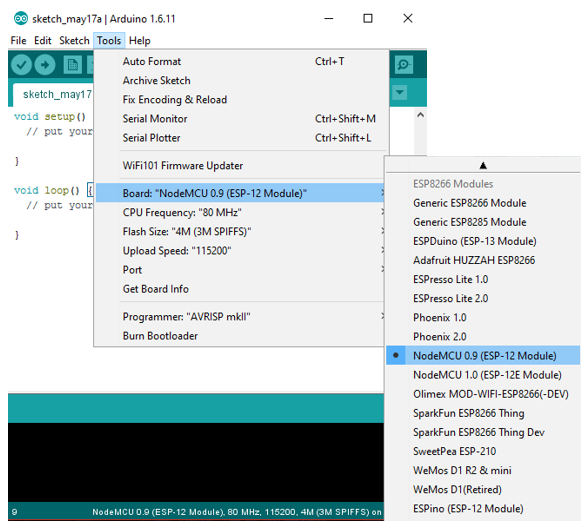 sketch_may17a | Arduino 1.6.11
File Edit Sketch Tools Help
sketch_may17
void setup()
// put your
}
void loop() {
// put your
}
Auto Format Ctrl+T
Archive Sketch
Fix Encoding & Reload
Serial Monitor Ctrl+Shift+M
Serial Plotter Ctrl+Shift+L
WiFi101 Firmware Updater
Board: "NodeMCU 0.9 (ESP-12 Module)"
CPU Frequency: "80 MHz"
Flash Size: "4M (3M SPIFFS)"
Upload Speed: "115200"
Port
Get Board Info
Programmer: "AVRISP mkII"
Burn Bootloader
ESP8266 Modules
Generic ESP8266 Module
Generic ESP8285 Module
ESPDuino (ESP-13 Module)
Adafruit HUZZAH ESP8266
ESPresso Lite 1.0
ESPresso Lite 2.0
Phoenix 1.0
Phoenix 2.0
NodeMCU 0.9 (ESP-12 Module)
NodeMCU 1.0 (ESP-12E Module)
Olimex MOD-WIFI-ESP8266(-DEV)
SparkFun ESP8266 Thing
SparkFun ESP8266 Thing Dev
SweetPea ESP-210
WeMos D1 R2 & mini
WeMos D1(Retired)
ESPino (ESP-12 Module)
9 NodeMCU 0.9 (ESP-12 Module), 80 MHz, 115200, 4M (3M SPIFFS) on